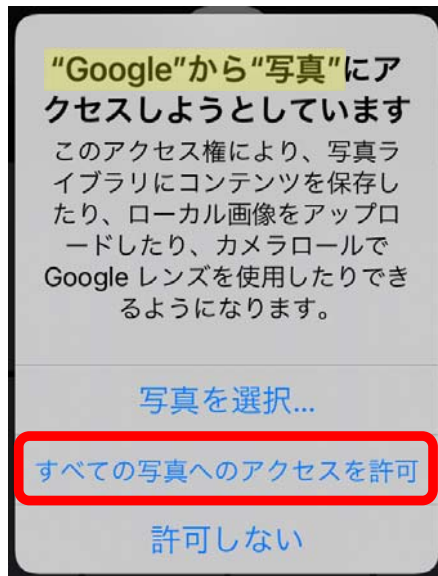 “Google”から“写真”にア
クセスしようとしています
このアクセス権により、写真ラ
イブラリにコンテンツを保存し
たり、ローカル画像をアップロ
ードしたり、カメラロールで
Google レンズを使用したりでき
るようになります。
写真を選択...
すべての写真へのアクセスを許可
許可しない